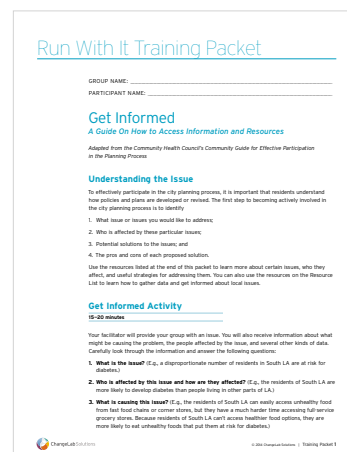 Run With It Training Packet
GROUP NAME:
PARTICIPANT NAME:
Get Informed
A Guide On How to Access Information and Resources
Adapted from the Community Health Council's Community Guide for Effective Participation
in the Planning Process
Understanding the Issue
To effectively participate in the city planning process, it is important that residents understand
how policies and plans are developed or revised. The first step to becoming actively involved in
the city planning process is to identify
1. What issue or issues you would like to address;
2. Who is affected by these particular issues;
3. Potential solutions to the issues; and
4. The pros and cons of each proposed solution.
Use the resources listed at the end of this packet to learn more about certain issues, who they
affect, and useful strategies for addressing them. You can also use the resources on the Resource
List to learn how to gather data and get informed about local issues.
Get Informed Activity
15–20 minutes
Your facilitator will provide your group with an issue. You will also receive information about what
might be causing the problem, the people affected by the issue, and several other kinds of data.
Carefully look through the information and answer the following questions:
1. What is the issue? (E.g., a disproportionate number of residents in South LA are at risk for
diabetes.)
2. Who is affected by this issue and how are they affected? (E.g., the residents of South LA are
more likely to develop diabetes than people living in other parts of LA.)
3. What is causing this issue? (E.g., the residents of South LA can easily access unhealthy food
from fast food chains or corner stores, but they have a much harder time accessing full-service
grocery stores. Because residents of South LA can't access healthier food options, they are
more likely to eat unhealthy foods that put them at risk for diabetes.)
ChangeLabSolutions
© 2014 ChangeLab Solutions | Training Packet 1